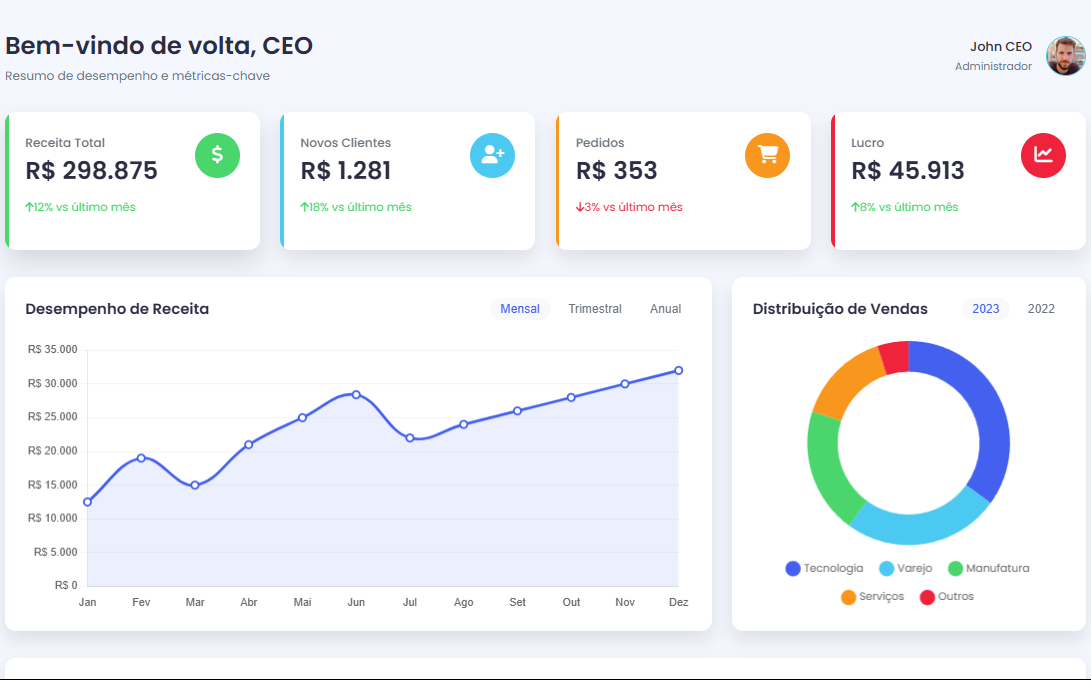 Bem-vindo de volta, CEO
Resumo de desempenho e métricas-chave
John CEO
Administrador
Receita Total
R$ 298.875
12% vs último mês
Novos Clientes
R$ 1.281
18% vs último mês
Pedidos
R$ 353
3% vs último mês
Lucro
R$ 45.913
8% vs último mês
Desempenho de Receita
Mensal Trimestral Anual
R$ 35.000
R$ 30.000
R$ 25.000
R$ 20.000
R$ 15.000
R$ 10.000
R$ 5.000
R$ 0
Jan Fev Mar Abr Mai Jun Jul Ago Set Out Nov Dez
Distribuição de Vendas
2023 2022
Tecnologia Varejo Manufatura
Serviços Outros